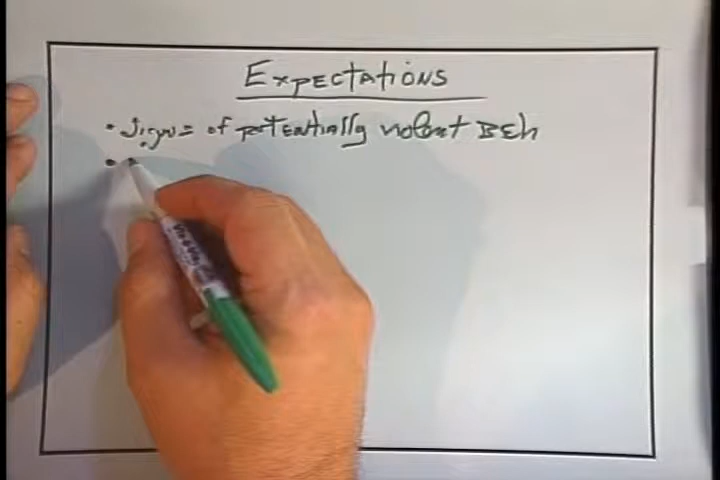 Expectations
• Signs of potentially violent Beh
•